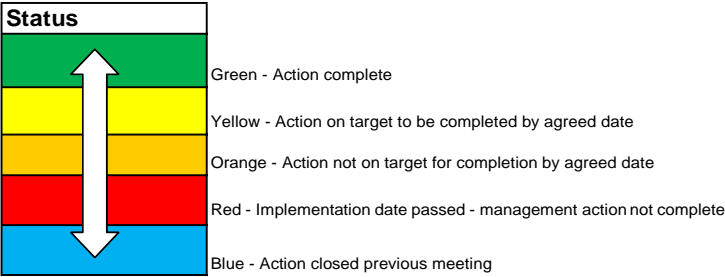 Status
Green - Action complete
Yellow - Action on target to be completed by agreed date
Orange - Action not on target for completion by agreed date
Red - Implementation date passed - management action not complete
Blue - Action closed previous meeting